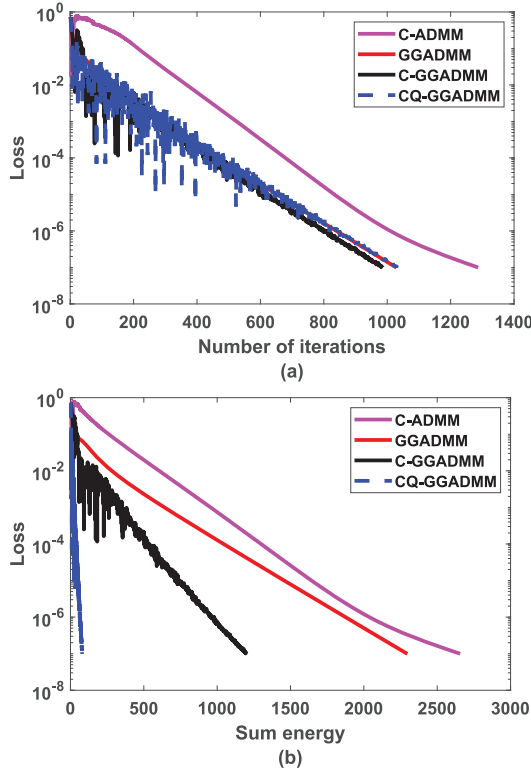 10^0
10^-2
10^-4
10^-6
10^-8
Loss
C-ADMM
GGADMM
C-GGADMM
CQ-GGADMM
0 200 400 600 800 1000 1200 1400
Number of iterations
(a)
10^0
10^-2
10^-4
10^-6
10^-8
Loss
C-ADMM
GGADMM
C-GGADMM
CQ-GGADMM
0 500 1000 1500 2000 2500 3000
Sum energy
(b)